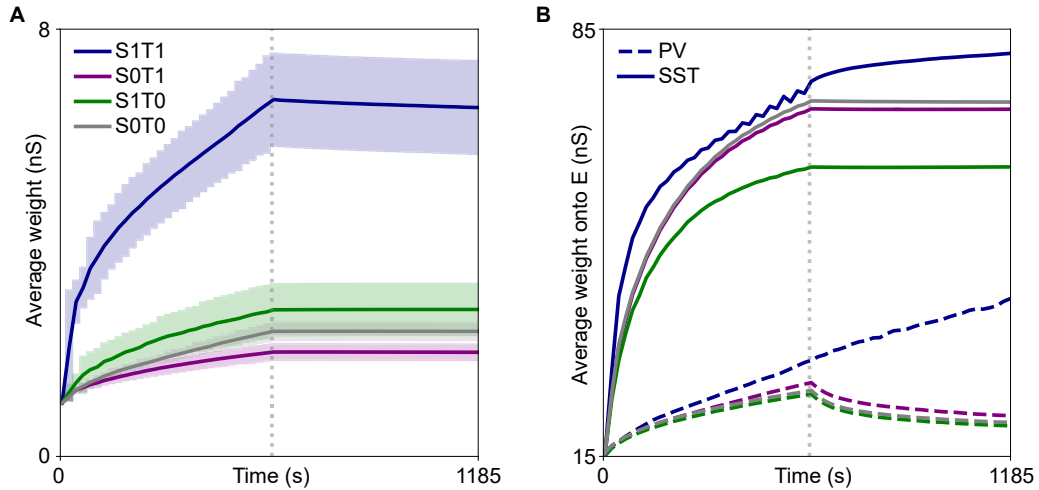 A
Average weight (nS)
8
0
S1T1
S0T1
S1T0
S0T0
0
Time (s)
1185
B
Average weight onto E (nS)
85
15
PV
SST
0
Time (s)
1185